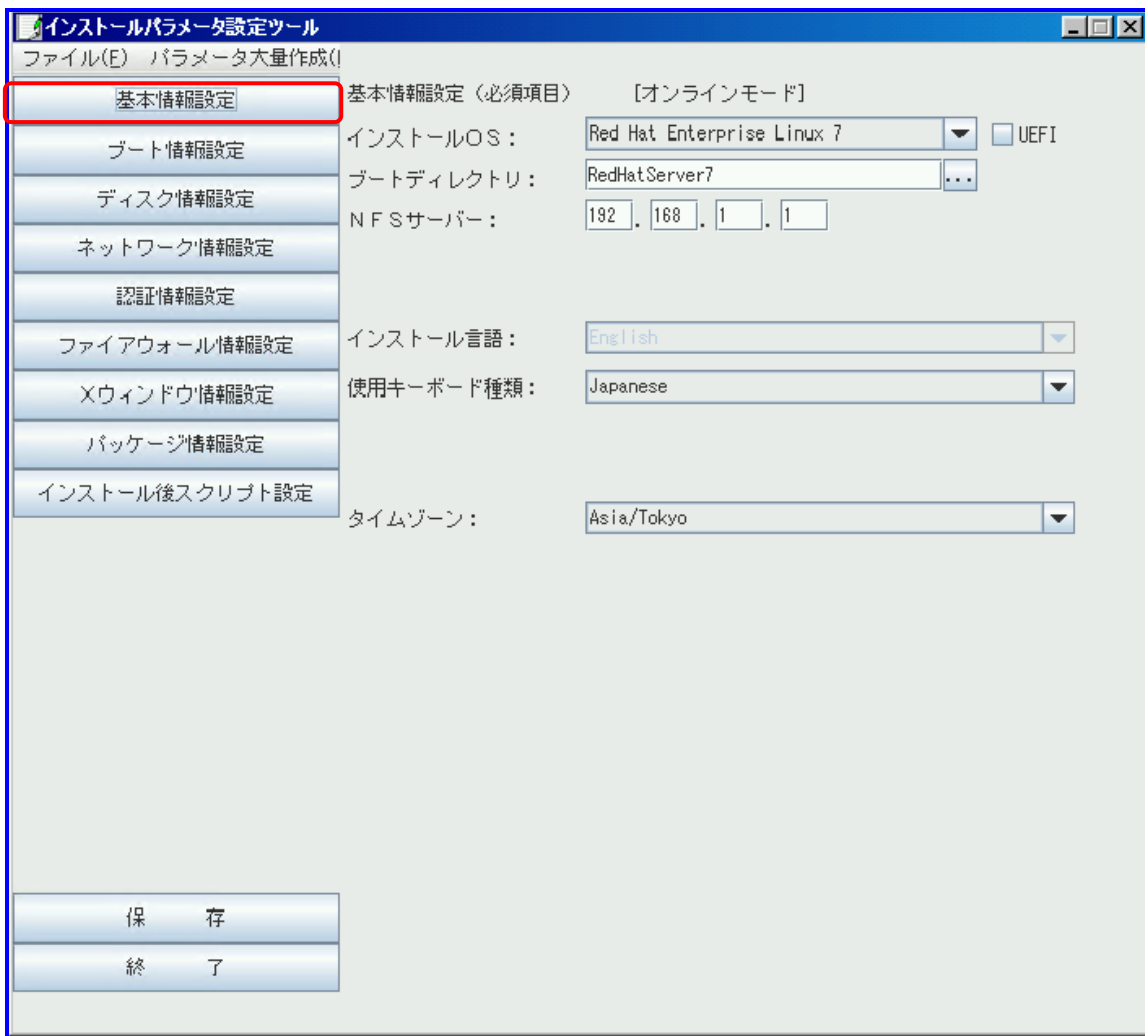 インストールパラメータ設定ツール
ファイル(F) パラメータ大量作成(
基本情報設定
ブート情報設定
ディスク情報設定
ネットワーク情報設定
認証情報設定
ファイアウォール情報設定
Xウィンドウ情報設定
パッケージ情報設定
インストール後スクリプト設定
保 存
終 了
基本情報設定（必須項目） [オンラインモード]
インストールＯＳ： Red Hat Enterprise Linux 7 UEFI
ブートディレクトリ： RedHatServer7 ...
ＮＦＳサーバー： 192 . 168 . 1 . 1
インストール言語： English
使用キーボード種類： Japanese
タイムゾーン： Asia/Tokyo